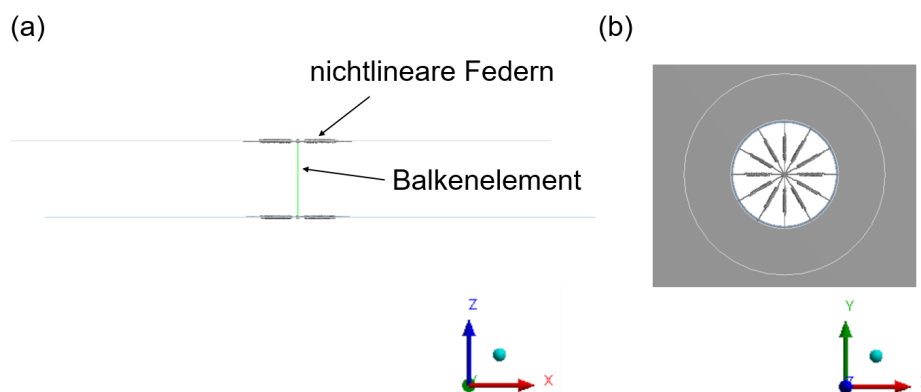 (a)
(b)
nichtlineare Federn
Balkenelement
Z
X
Y
Z